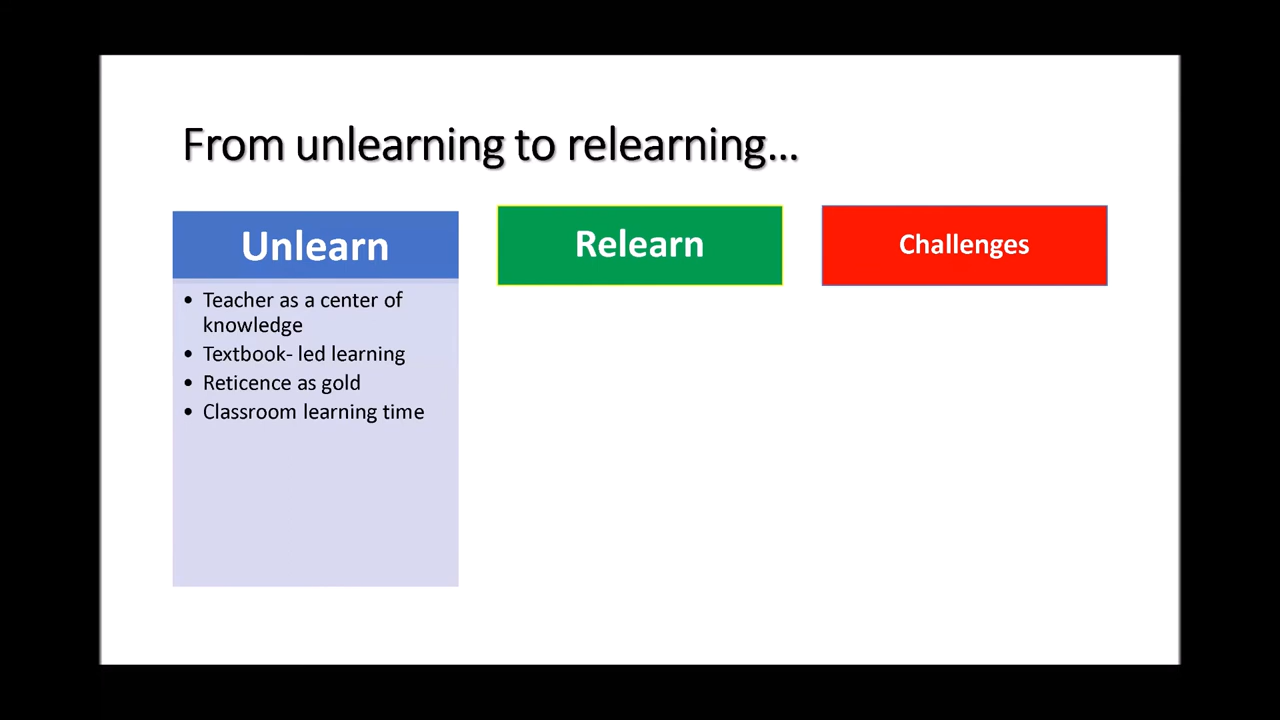 From unlearning to relearning...
Unlearn
• Teacher as a center of
knowledge
• Textbook- led learning
• Reticence as gold
• Classroom learning time
Relearn
Challenges